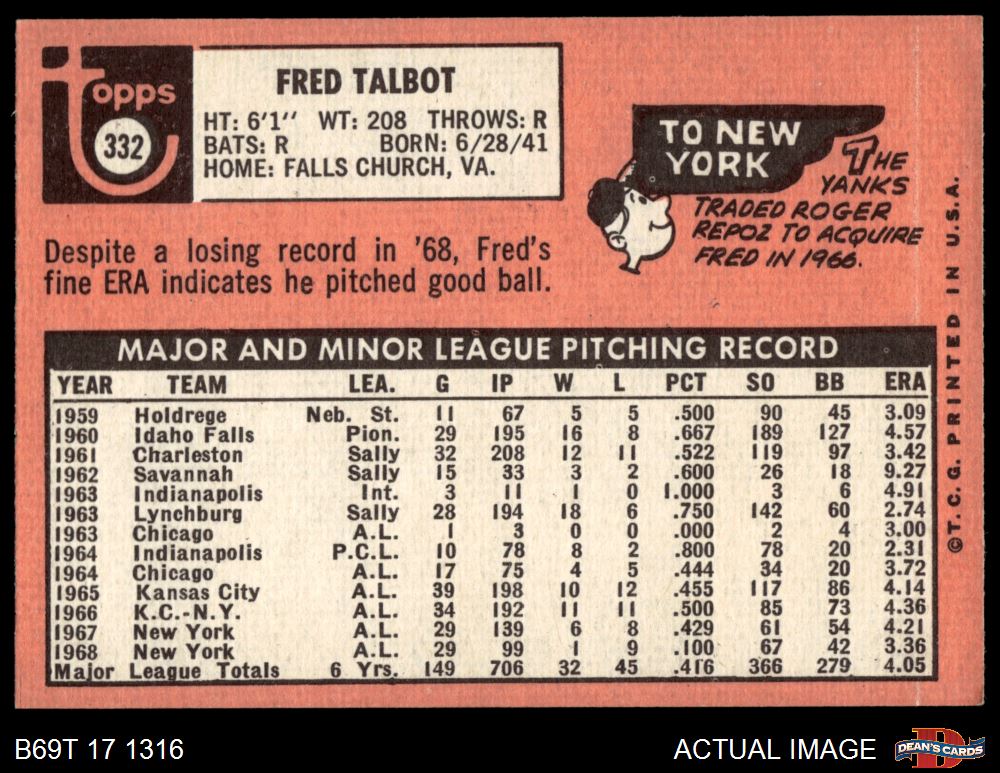 topps
332
FRED TALBOT
HT: 6'1'' WT: 208 THROWS: R
BATS: R BORN: 6/28/41
HOME: FALLS CHURCH, VA.
TO NEW
YORK
THE
YANKS
TRADED ROGER
REPOZ TO ACQUIRE
FRED IN 1966.
Despite a losing record in '68, Fred's
fine ERA indicates he pitched good ball.
MAJOR AND MINOR LEAGUE PITCHING RECORD
YEAR TEAM LEA. G IP W L PCT SO BB ERA
1959 Holdrege Neb. St. 11 67 5 5 .500 90 45 3.09
1960 Idaho Falls Pion. 29 195 16 8 .667 189 127 4.57
1961 Charleston Sally 32 208 12 11 .522 119 97 3.42
1962 Savannah Sally 15 33 3 2 .600 26 18 9.27
1963 Indianapolis Int. 3 11 1 0 1.000 3 6 4.91
1963 Lynchburg Sally 28 194 18 6 .750 142 60 2.74
1963 Chicago A.L. 1 3 0 0 .000 2 4 3.00
1964 Indianapolis P.C.L. 10 78 8 2 .800 78 20 2.31
1964 Chicago A.L. 17 75 4 5 .444 34 20 3.72
1965 Kansas City A.L. 39 198 10 12 .455 117 86 4.14
1966 K.C.-N.Y. A.L. 34 192 11 11 .500 85 73 4.36
1967 New York A.L. 29 139 6 8 .429 61 54 4.21
1968 New York A.L. 29 99 1 9 .100 67 42 3.36
Major League Totals 6 Yrs. 149 706 32 45 .416 366 279 4.05
©T.C.G. PRINTED IN U.S.A.
B69T 17 1316
ACTUAL IMAGE
D
DEAN'S CARDS